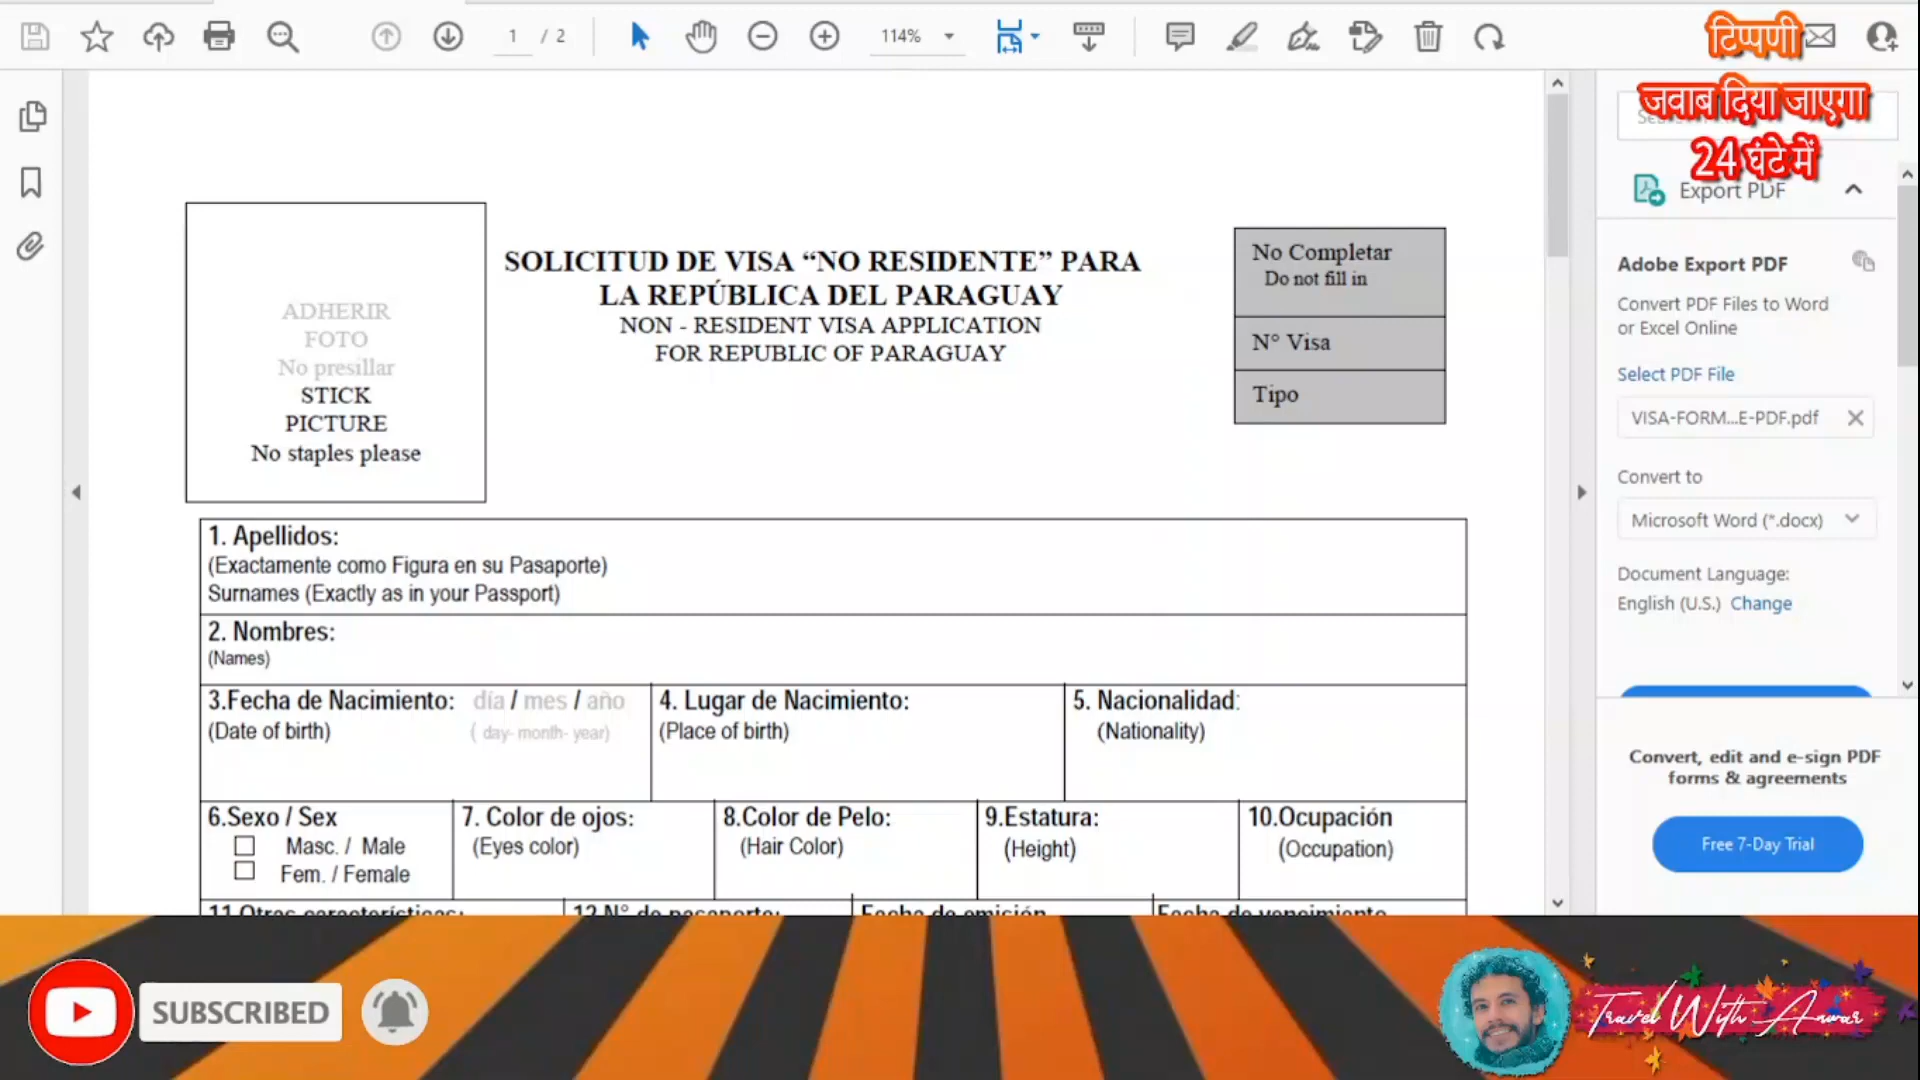 1 / 2
114%
टिप्पणी
जवाब दिया जाएगा
24 घंटे में
Export PDF
Adobe Export PDF
Convert PDF Files to Word
or Excel Online
Select PDF File
VISA-FORM...E-PDF.pdf
Convert to
Microsoft Word (*.docx)
Document Language:
English (U.S.) Change
Convert, edit and e-sign PDF
forms & agreements
Free 7-Day Trial
ADHERIR
FOTO
No presillar
STICK
PICTURE
No staples please
SOLICITUD DE VISA “NO RESIDENTE” PARA
LA REPÚBLICA DEL PARAGUAY
NON - RESIDENT VISA APPLICATION
FOR REPUBLIC OF PARAGUAY
No Completar
Do not fill in
N° Visa
Tipo
1. Apellidos:
(Exactamente como Figura en su Pasaporte)
Surnames (Exactly as in your Passport)
2. Nombres:
(Names)
3.Fecha de Nacimiento: día / mes / año
(Date of birth) ( day- month- year)
4. Lugar de Nacimiento:
(Place of birth)
5. Nacionalidad:
(Nationality)
6.Sexo / Sex
Masc. / Male
Fem. / Female
7. Color de ojos:
(Eyes color)
8.Color de Pelo:
(Hair Color)
9.Estatura:
(Height)
10.Ocupación
(Occupation)
11.Otras características:
12.N° de pasaporte:
Fecha de emisión
Fecha de vencimiento
SUBSCRIBED
Travel With Anwar